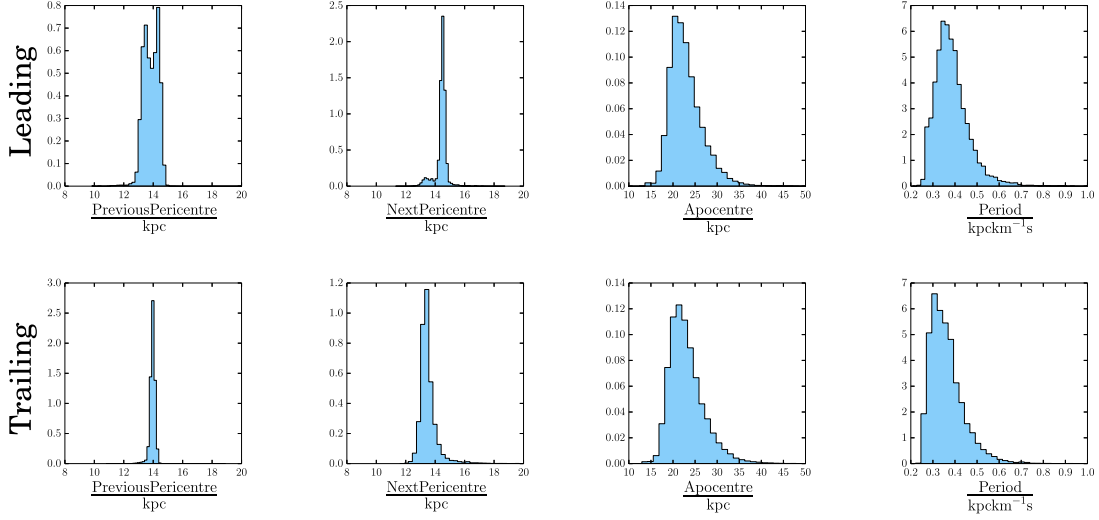 Leading
0.8
0.7
0.6
0.5
0.4
0.3
0.2
0.1
0.0
8 10 12 14 16 18 20
PreviousPericentre
kpc
2.5
2.0
1.5
1.0
0.5
0.0
8 10 12 14 16 18 20
NextPericentre
kpc
0.14
0.12
0.10
0.08
0.06
0.04
0.02
0.00
10 15 20 25 30 35 40 45 50
Apocentre
kpc
7
6
5
4
3
2
1
0
0.2 0.3 0.4 0.5 0.6 0.7 0.8 0.9 1.0
Period
kpckm⁻¹s
Trailing
3.0
2.5
2.0
1.5
1.0
0.5
0.0
8 10 12 14 16 18 20
PreviousPericentre
kpc
1.2
1.0
0.8
0.6
0.4
0.2
0.0
8 10 12 14 16 18 20
NextPericentre
kpc
0.14
0.12
0.10
0.08
0.06
0.04
0.02
0.00
10 15 20 25 30 35 40 45 50
Apocentre
kpc
7
6
5
4
3
2
1
0
0.2 0.3 0.4 0.5 0.6 0.7 0.8 0.9 1.0
Period
kpckm⁻¹s